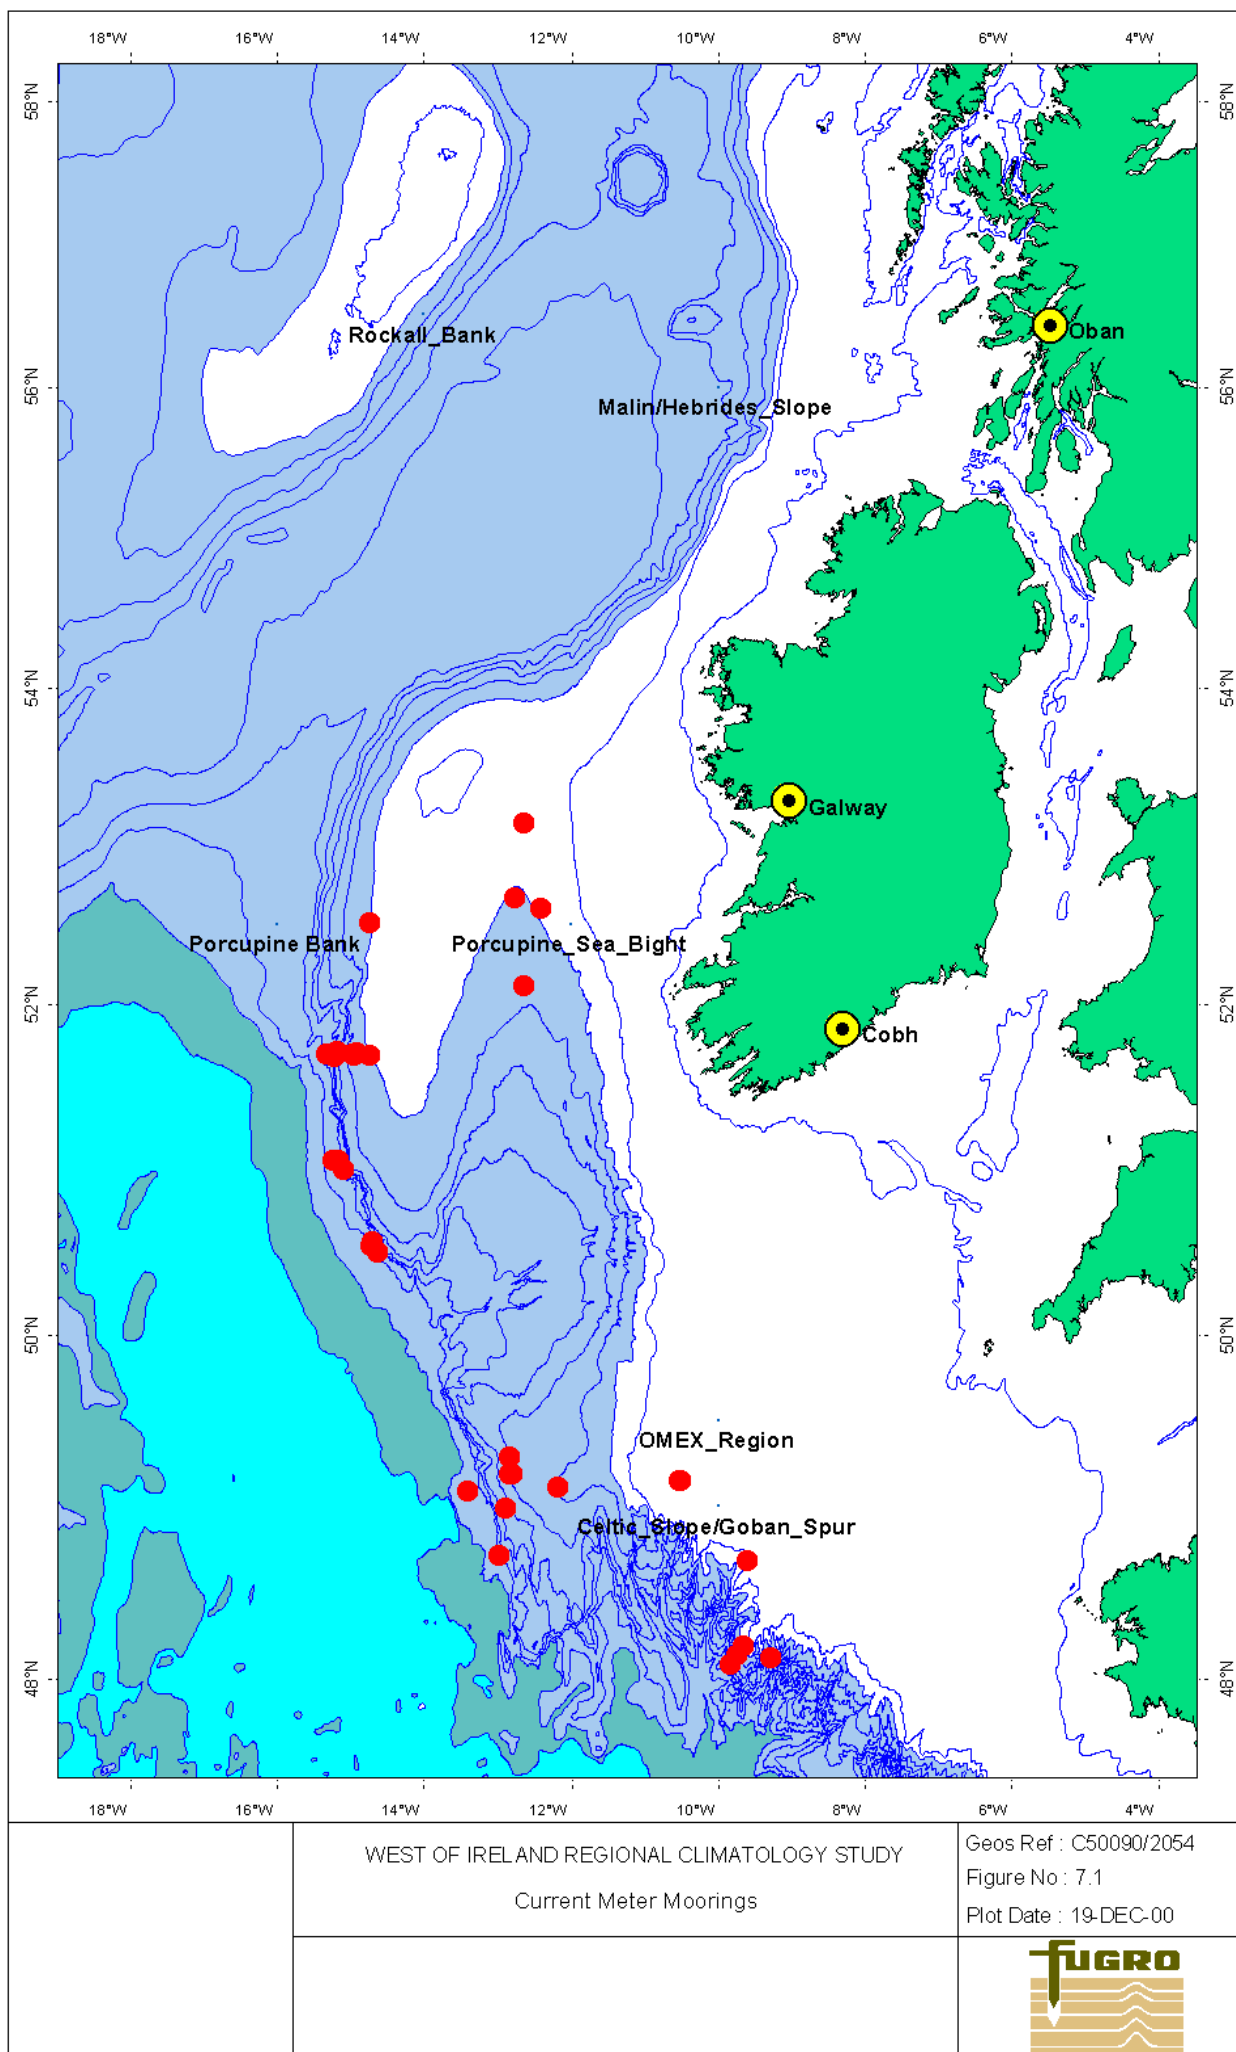 18°W 16°W 14°W 12°W 10°W 8°W 6°W 4°W
58°N 58°N
Rockall_Bank
Oban
56°N 56°N
Malin/Hebrides_Slope
54°N 54°N
Galway
Porcupine Bank
Porcupine_Sea_Bight
52°N 52°N
Cobh
50°N 50°N
OMEX_Region
Celtic_Slope/Goban_Spur
48°N 48°N
18°W 16°W 14°W 12°W 10°W 8°W 6°W 4°W
WEST OF IRELAND REGIONAL CLIMATOLOGY STUDY
Current Meter Moorings
Geos Ref : C50090/2054
Figure No : 7.1
Plot Date : 19-DEC-00
FUGRO